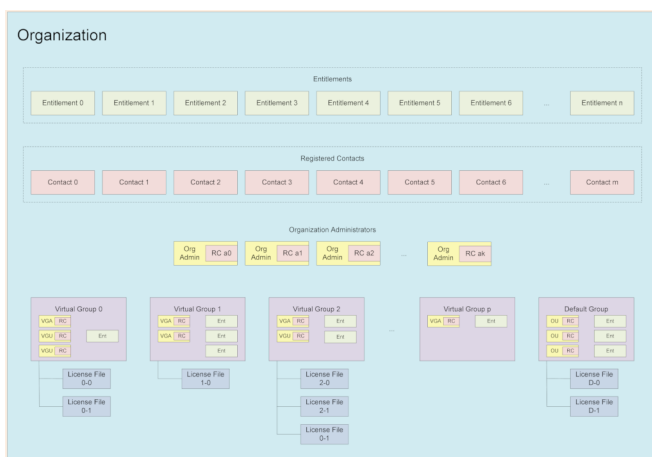 Organization
Entitlements
Entitlement 0 Entitlement 1 Entitlement 2 Entitlement 3 Entitlement 4 Entitlement 5 Entitlement 6 ... Entitlement n
Registered Contacts
Contact 0 Contact 1 Contact 2 Contact 3 Contact 4 Contact 5 Contact 6 ... Contact m
Organization Administrators
Org Admin RC a0 Org Admin RC a1 Org Admin RC a2 ... Org Admin RC ak
Virtual Group 0 Virtual Group 1 Virtual Group 2 ... Virtual Group p Default Group
VGA RC VGA RC Ent VGA RC Ent VGA RC Ent OU RC Ent
VGU RC Ent VGA RC Ent VGU RC Ent OU RC Ent
VGU RC Ent Ent OU RC Ent
License File 0-0 License File 1-0 License File 2-0 License File D-0
License File 0-1 License File 2-1 License File D-1
License File 0-1